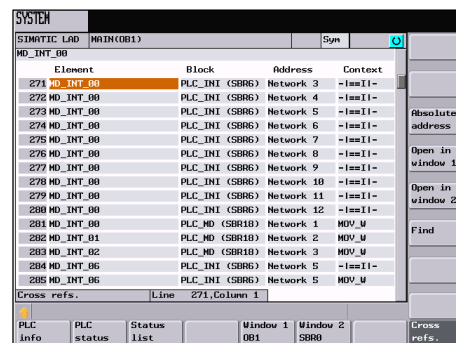 SYSTEM
SIMATIC LAD MAIN(OB1) Sym
MD_INT_00
Element Block Address Context
271 MD_INT_00 PLC_INI (SBR6) Network 3 -|==I|-
272 MD_INT_00 PLC_INI (SBR6) Network 4 -|==I|-
273 MD_INT_00 PLC_INI (SBR6) Network 5 -|==I|-
274 MD_INT_00 PLC_INI (SBR6) Network 6 -|==I|-
275 MD_INT_00 PLC_INI (SBR6) Network 7 -|==I|-
276 MD_INT_00 PLC_INI (SBR6) Network 8 -|==I|-
277 MD_INT_00 PLC_INI (SBR6) Network 9 -|==I|-
278 MD_INT_00 PLC_INI (SBR6) Network 10 -|==I|-
279 MD_INT_00 PLC_INI (SBR6) Network 11 -|==I|-
280 MD_INT_00 PLC_INI (SBR6) Network 12 -|==I|-
281 MD_INT_00 PLC_MD (SBR18) Network 1 MOV_W
282 MD_INT_01 PLC_MD (SBR18) Network 2 MOV_W
283 MD_INT_02 PLC_MD (SBR18) Network 3 MOV_W
284 MD_INT_06 PLC_INI (SBR6) Network 5 -|==I|-
285 MD_INT_06 PLC_MD (SBR18) Network 5 MOV_W
Cross refs. Line 271,Column 1
Absolute
address
Open in
window 1
Open in
window 2
Find
PLC
info
PLC
status
Status
list
Window 1
OB1
Window 2
SBR0
Cross
refs.